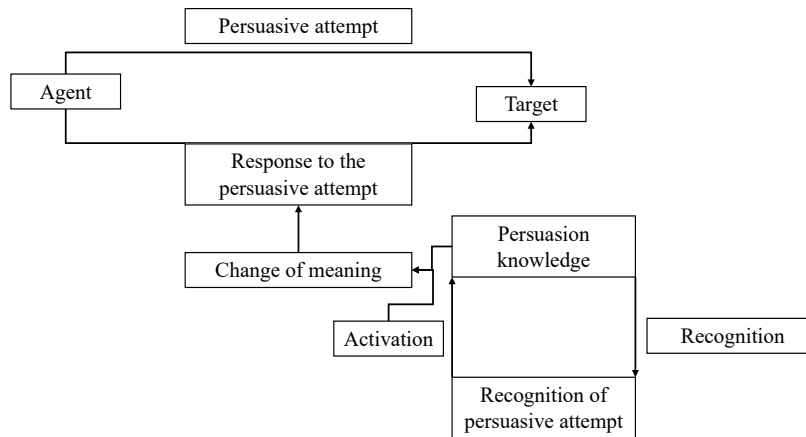 Persuasive attempt
Agent
Target
Response to the
persuasive attempt
Persuasion
knowledge
Change of meaning
Activation
Recognition
Recognition of
persuasive attempt